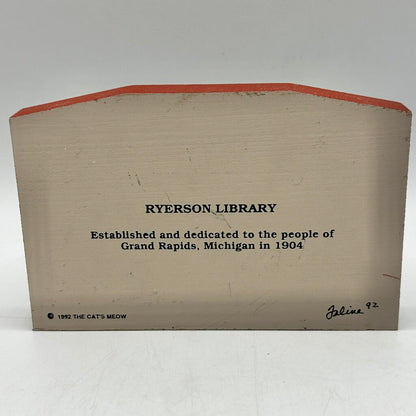 RYERSON LIBRARY
Established and dedicated to the people of
Grand Rapids, Michigan in 1904
© 1992 THE CAT'S MEOW
Faline 92